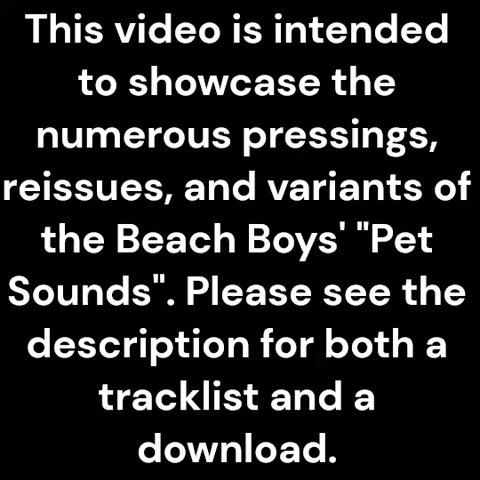 This video is intended
to showcase the
numerous pressings,
reissues, and variants of
the Beach Boys' "Pet
Sounds". Please see the
description for both a
tracklist and a
download.